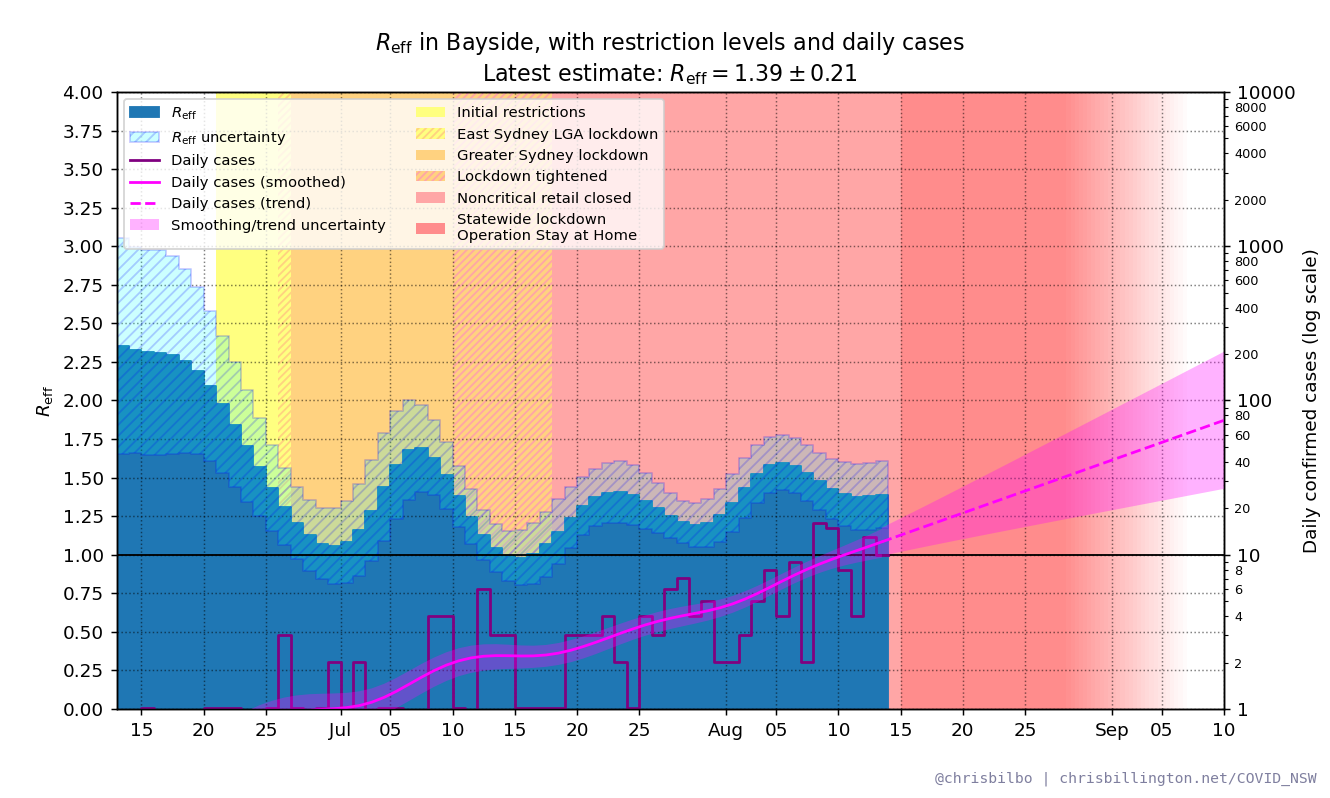 Reff in Bayside, with restriction levels and daily cases
Latest estimate: Reff = 1.39 ± 0.21
Reff
Reff uncertainty
Daily cases
Daily cases (smoothed)
Daily cases (trend)
Smoothing/trend uncertainty
Initial restrictions
East Sydney LGA lockdown
Greater Sydney lockdown
Lockdown tightened
Noncritical retail closed
Statewide lockdown
Operation Stay at Home
Reff
4.00
3.75
3.50
3.25
3.00
2.75
2.50
2.25
2.00
1.75
1.50
1.25
1.00
0.75
0.50
0.25
0.00
15
20
25
Jul
05
10
15
20
25
Aug
05
10
15
20
25
Sep
05
10
10000
8000
6000
4000
2000
1000
800
600
400
200
100
80
60
40
20
10
8
6
4
2
1
Daily confirmed cases (log scale)
@chrisbilbo | chrisbillington.net/COVID_NSW